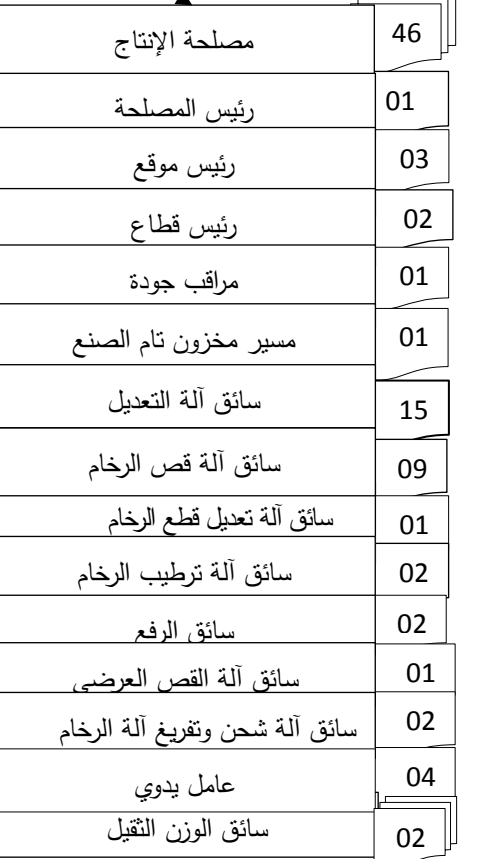 مصلحة الإنتاج 46
رئيس المصلحة 01
رئيس موقع 03
رئيس قطاع 02
مراقب جودة 01
مسير مخزون تام الصنع 01
سائق آلة التعديل 15
سائق آلة قص الرخام 09
سائق آلة تعديل قطع الرخام 01
سائق آلة ترطيب الرخام 02
سائق الرفع 02
سائق آلة القص العرضي 01
سائق آلة شحن وتفريغ آلة الرخام 02
عامل يدوي 04
سائق الوزن الثقيل 02